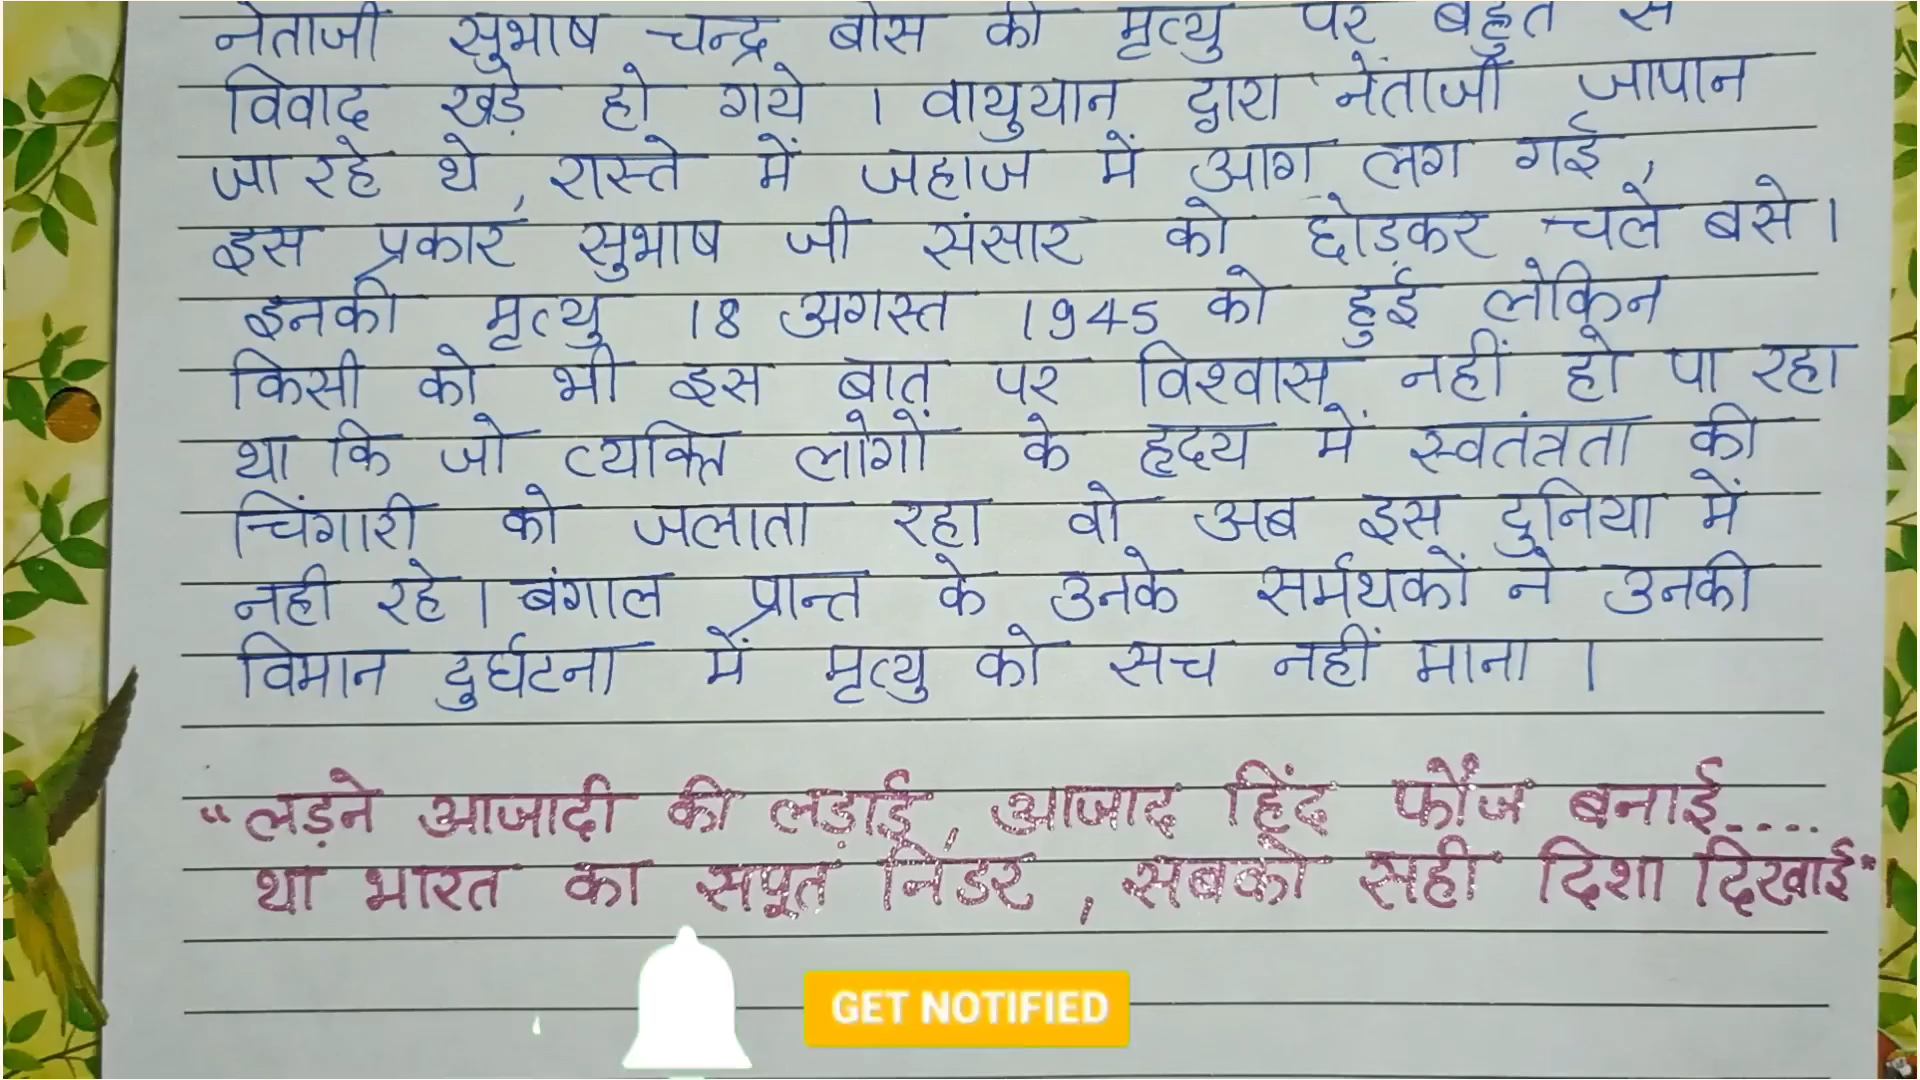 नेताजी सुभाष चन्द्र बोस की मृत्यु पर बहुत से
विवाद खड़े हो गये । वायुयान द्वारा नेताजी जापान
जा रहे थे, रास्ते में जहाज में आग लग गई,
इस प्रकार सुभाष जी संसार को छोड़कर चले बसे।
इनकी मृत्यु 18 अगस्त 1945 को हुई लेकिन
किसी को भी इस बात पर विश्वास नहीं हो पा रहा
था कि जो व्यक्ति लोगों के हृदय में स्वतंत्रता की
चिंगारी को जलाता रहा वो अब इस दुनिया में
नही रहे। बंगाल प्रान्त के उनके सर्मथकों ने उनकी
विमान दुर्घटना में मृत्यु को सच नहीं माना ।
"लड़ने आजादी की लड़ाई, आजाद हिंद फौज बनाई....
था भारत का सपूत निडर, सबको सही दिशा दिखाई"
GET NOTIFIED